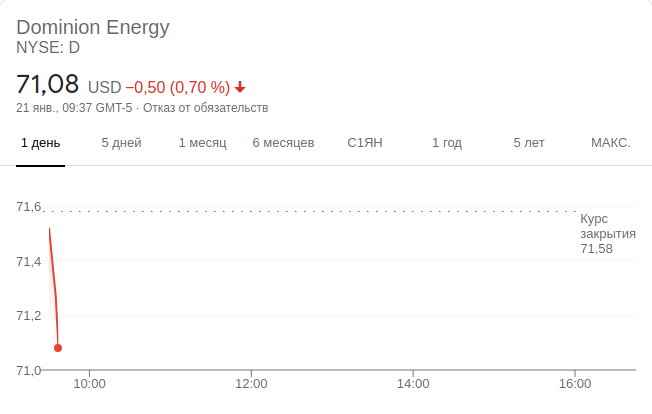 Dominion Energy
NYSE: D
71,08 USD −0,50 (0,70 %)
21 янв., 09:37 GMT-5 · Отказ от обязательств
1 день 5 дней 1 месяц 6 месяцев С1ЯН 1 год 5 лет МАКС.
71,6
Курс
закрытия
71,58
71,4
71,2
71,0
10:00 12:00 14:00 16:00